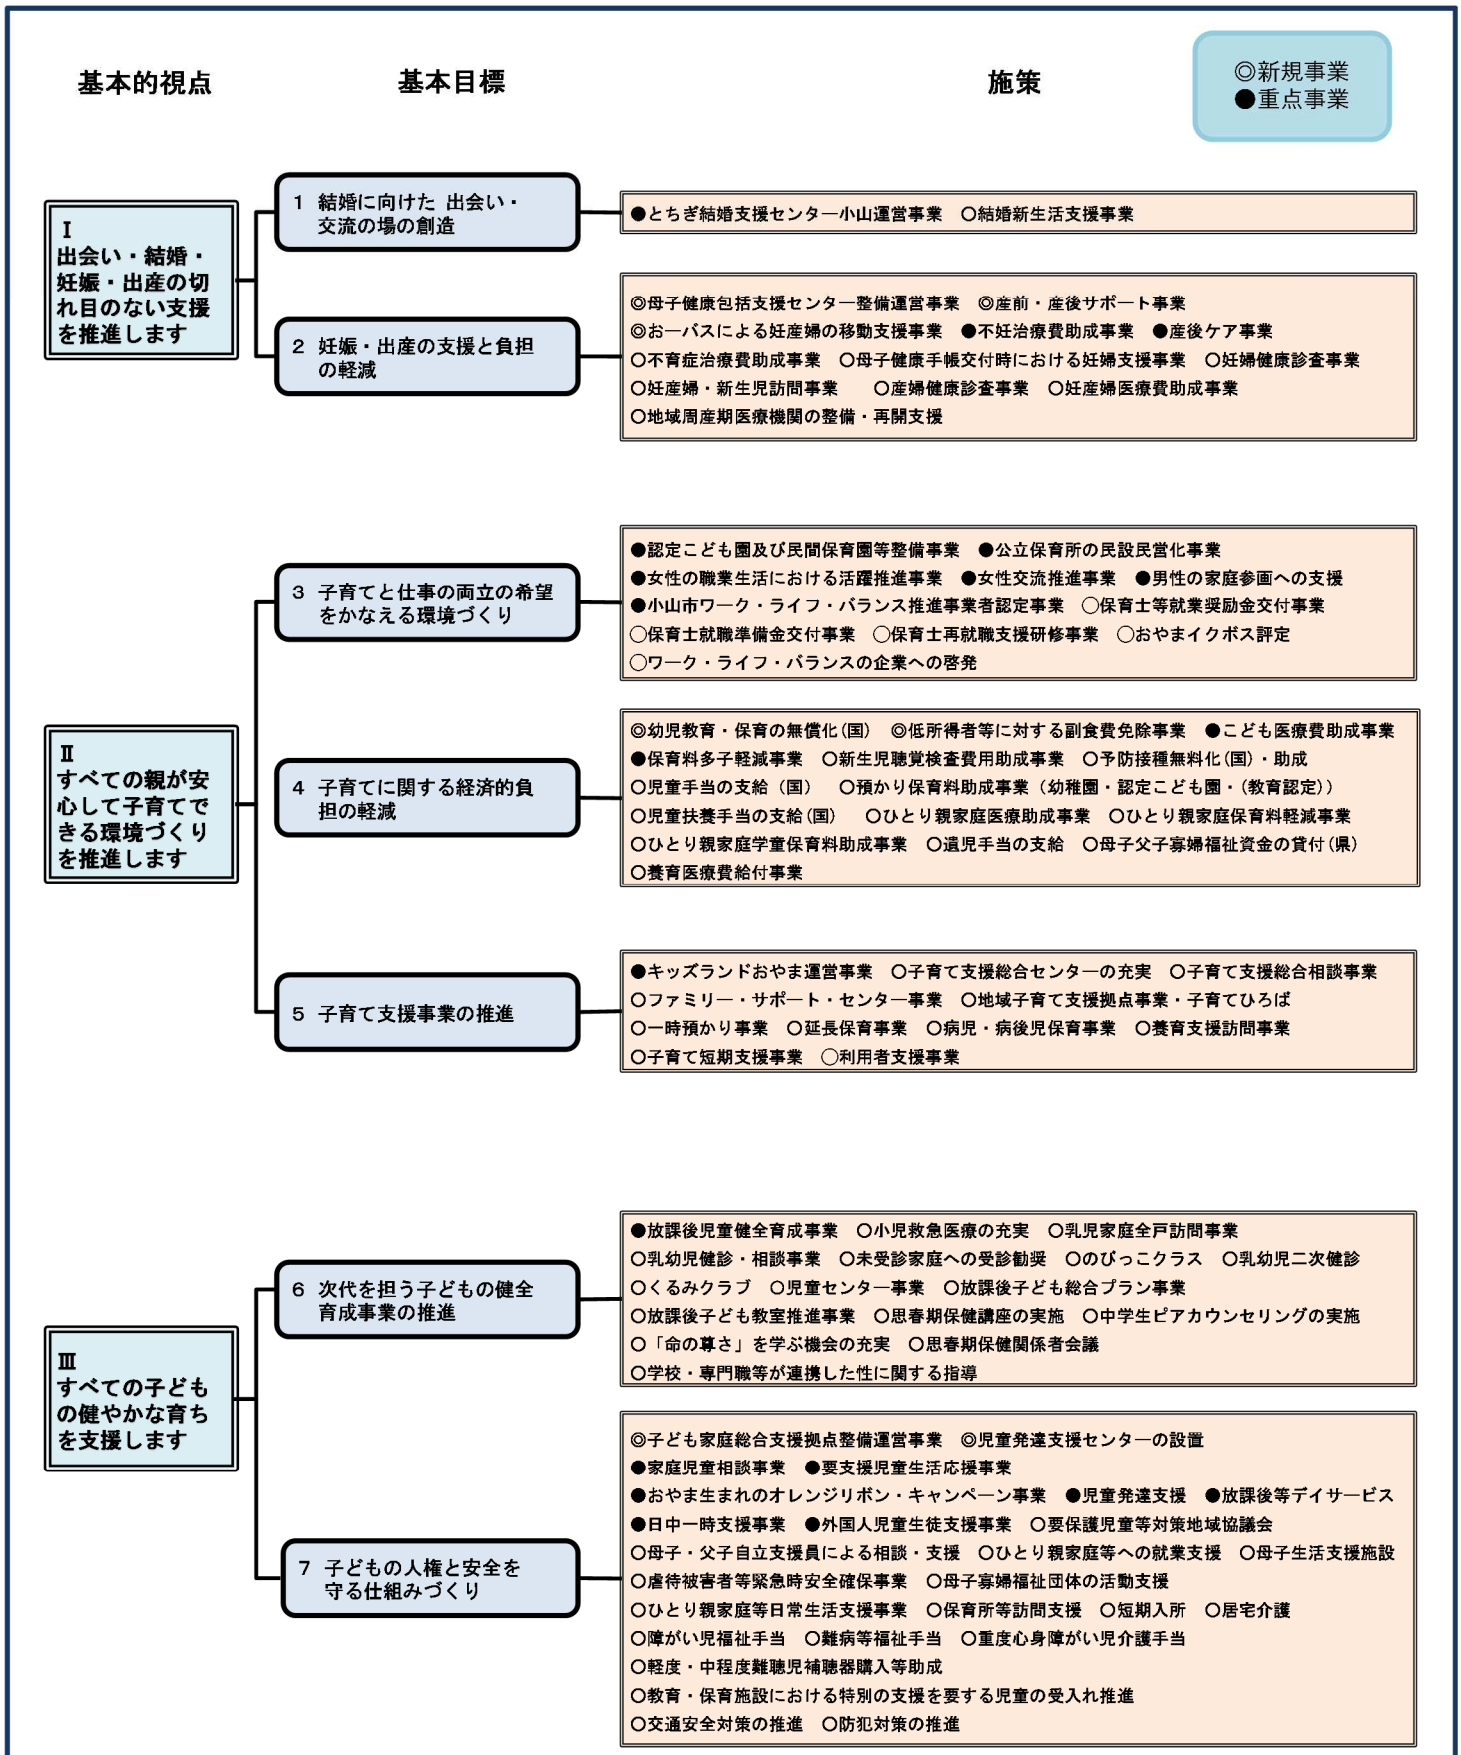 基本的視点
基本目標
施策
◎新規事業
●重点事業
Ⅰ
出会い・結婚・
妊娠・出産の切
れ目のない支援
を推進します
1 結婚に向けた 出会い・
交流の場の創造
●とちぎ結婚支援センター小山運営事業 ○結婚新生活支援事業
2 妊娠・出産の支援と負担
の軽減
◎母子健康包括支援センター整備運営事業 ◎産前・産後サポート事業
◎おーバスによる妊産婦の移動支援事業 ●不妊治療費助成事業 ●産後ケア事業
○不育症治療費助成事業 ○母子健康手帳交付時における妊婦支援事業 ○妊婦健康診査事業
○妊産婦・新生児訪問事業 ○産婦健康診査事業 ○妊産婦医療費助成事業
○地域周産期医療機関の整備・再開支援
Ⅱ
すべての親が安
心して子育てで
きる環境づくり
を推進します
3 子育てと仕事の両立の希望
をかなえる環境づくり
●認定こども園及び民間保育園等整備事業 ●公立保育所の民設民営化事業
●女性の職業生活における活躍推進事業 ●女性交流推進事業 ●男性の家庭参画への支援
●小山市ワーク・ライフ・バランス推進事業者認定事業 ◯保育士等就業奨励金交付事業
◯保育士就職準備金交付事業 ◯保育士再就職支援研修事業 ◯おやまイクボス評定
◯ワーク・ライフ・バランスの企業への啓発
4 子育てに関する経済的負
担の軽減
◎幼児教育・保育の無償化(国) ◎低所得者等に対する副食費免除事業 ●こども医療費助成事業
●保育料多子軽減事業 ○新生児聴覚検査費用助成事業 ○予防接種無料化(国)・助成
○児童手当の支給（国） ○預かり保育料助成事業（幼稚園・認定こども園・(教育認定)）
○児童扶養手当の支給(国) ○ひとり親家庭医療助成事業 ○ひとり親家庭保育料軽減事業
○ひとり親家庭学童保育料助成事業 ○遺児手当の支給 ○母子父子寡婦福祉資金の貸付(県)
○養育医療費給付事業
5 子育て支援事業の推進
●キッズランドおやま運営事業 ○子育て支援総合センターの充実 ○子育て支援総合相談事業
○ファミリー・サポート・センター事業 ○地域子育て支援拠点事業・子育てひろば
○一時預かり事業 ○延長保育事業 ○病児・病後児保育事業 ○養育支援訪問事業
○子育て短期支援事業 ◯利用者支援事業
Ⅲ
すべての子ども
の健やかな育ち
を支援します
6 次代を担う子どもの健全
育成事業の推進
●放課後児童健全育成事業 ○小児救急医療の充実 ○乳児家庭全戸訪問事業
○乳幼児健診・相談事業 ○未受診家庭への受診勧奨 ○のびっこクラス ○乳幼児二次健診
○くるみクラブ ○児童センター事業 ○放課後子ども総合プラン事業
○放課後子ども教室推進事業 ○思春期保健講座の実施 ○中学生ピアカウンセリングの実施
○「命の尊さ」を学ぶ機会の充実 ○思春期保健関係者会議
○学校・専門職等が連携した性に関する指導
7 子どもの人権と安全を
守る仕組みづくり
◎子ども家庭総合支援拠点整備運営事業 ◎児童発達支援センターの設置
●家庭児童相談事業 ●要支援児童生活応援事業
●おやま生まれのオレンジリボン・キャンペーン事業 ●児童発達支援 ●放課後等デイサービス
●日中一時支援事業 ●外国人児童生徒支援事業 ○要保護児童等対策地域協議会
○母子・父子自立支援員による相談・支援 ○ひとり親家庭等への就業支援 ○母子生活支援施設
○虐待被害者等緊急時安全確保事業 ○母子寡婦福祉団体の活動支援
○ひとり親家庭等日常生活支援事業 ○保育所等訪問支援 ○短期入所 ○居宅介護
○障がい児福祉手当 ○難病等福祉手当 ○重度心身障がい児介護手当
○軽度・中程度難聴児補聴器購入等助成
○教育・保育施設における特別の支援を要する児童の受入れ推進
○交通安全対策の推進 ○防犯対策の推進